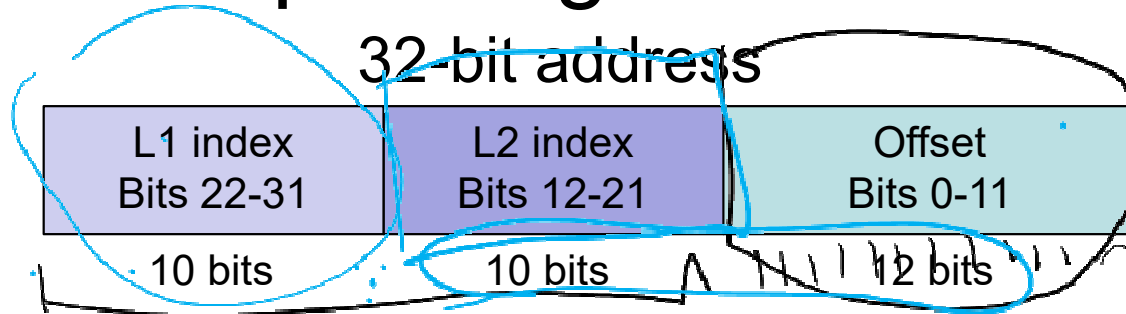 32-bit address
L1 index L2 index Offset
Bits 22-31 Bits 12-21 Bits 0-11
10 bits 10 bits 12 bits